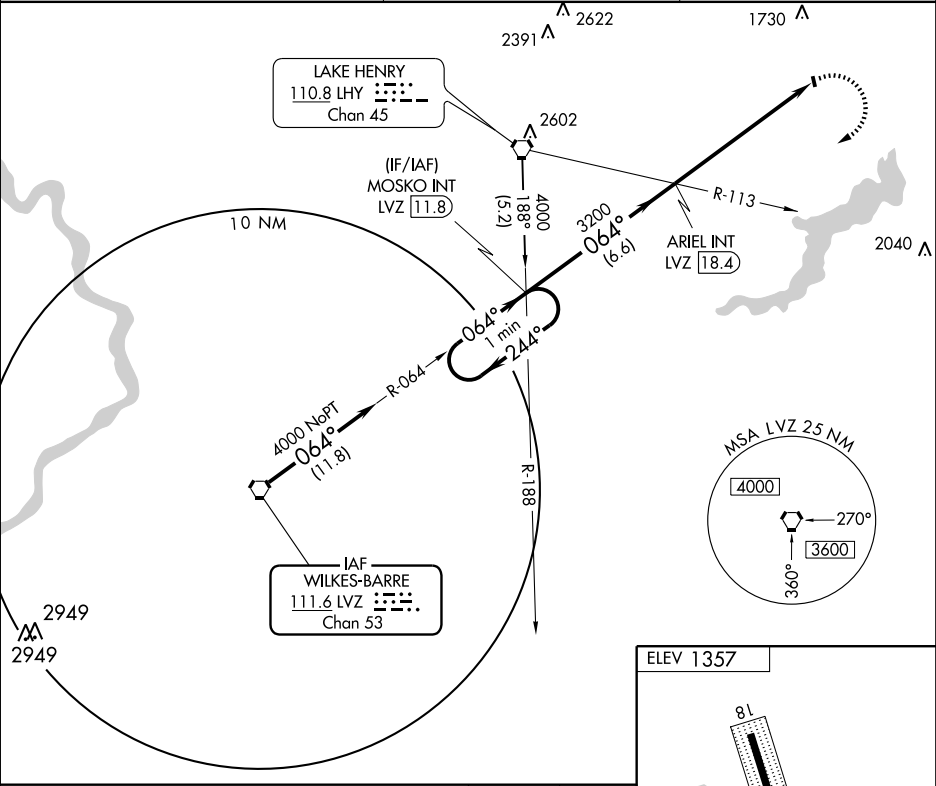 2622
2391
1730
LAKE HENRY
110.8 LHY
Chan 45
2602
(IF/IAF)
MOSKO INT
LVZ 11.8
4000
188°
(5.2)
R-113
3200
064°
(6.6)
ARIEL INT
LVZ 18.4
2040
10 NM
064°
1 min
244°
R-064
4000 NoPT
064°
(11.8)
R-188
MSA LVZ 25 NM
4000
270°
3600
360°
IAF
WILKES-BARRE
111.6 LVZ
Chan 53
2949
2949
ELEV 1357
18